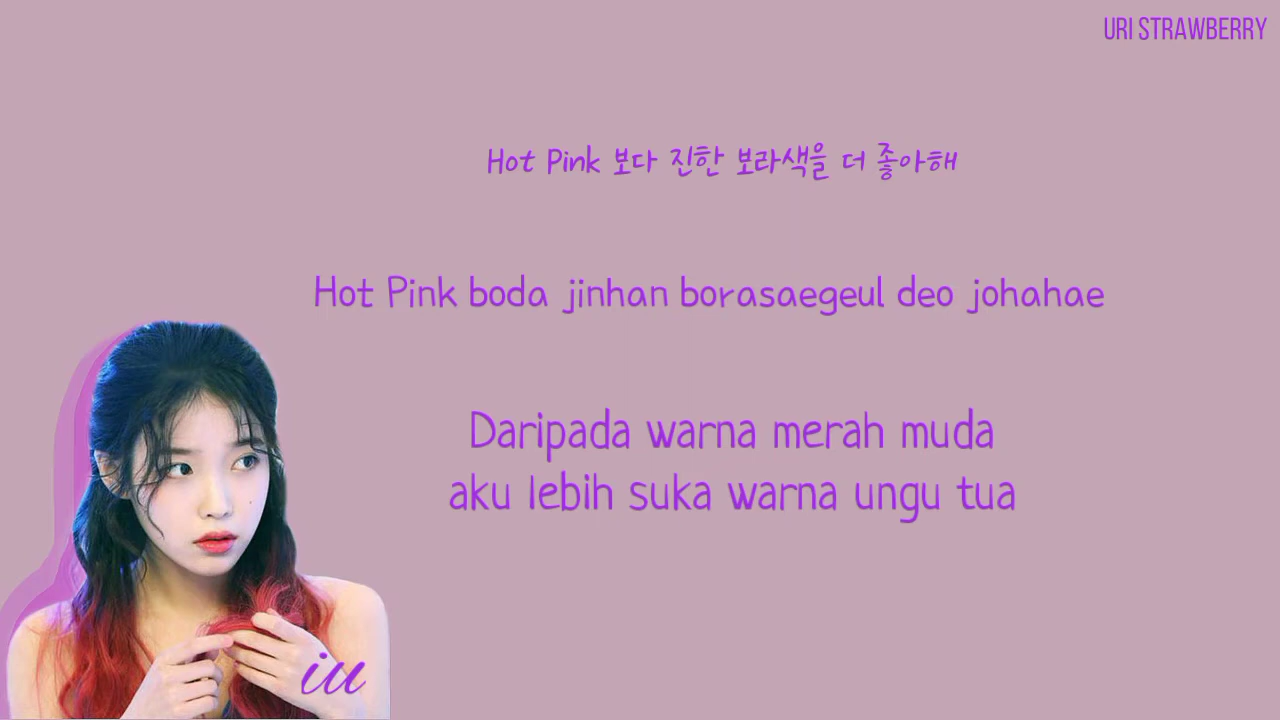 URI STRAWBERRY
Hot Pink 보다 진한 보라색을 더 좋아해
Hot Pink boda jinhan borasaegeul deo johahae
Daripada warna merah muda
aku lebih suka warna ungu tua
iu